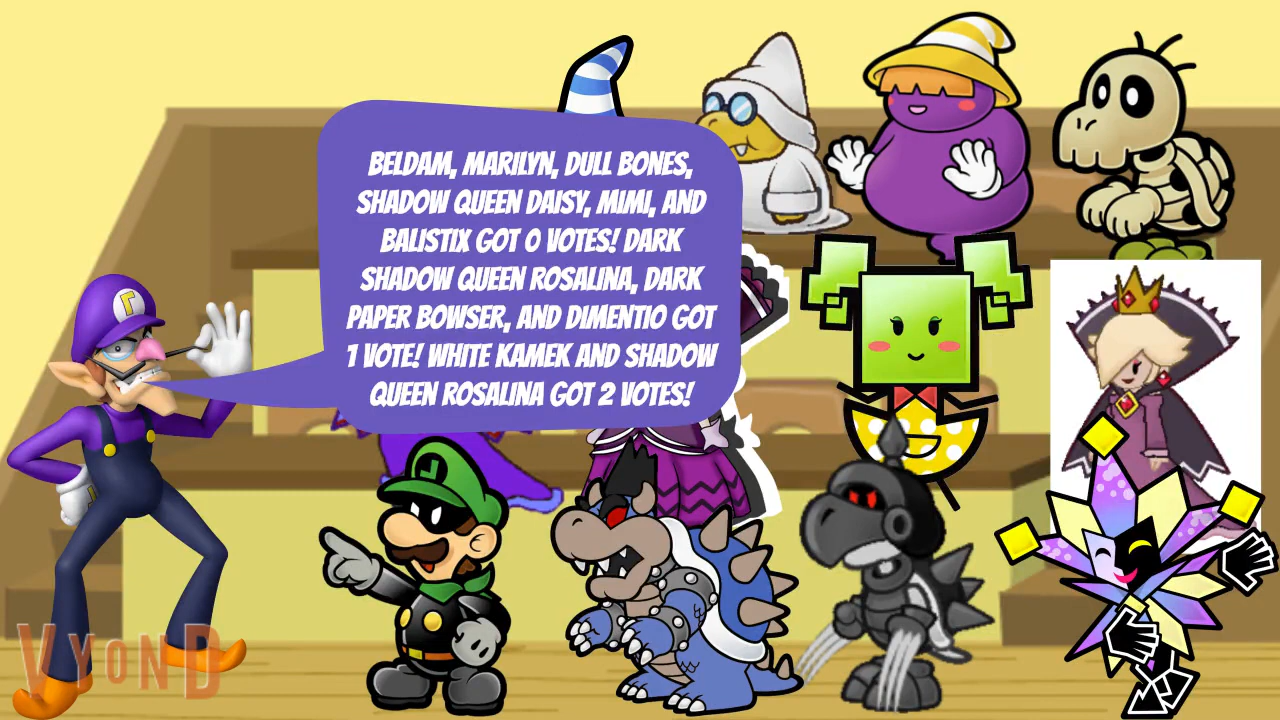 BELDAM, MARILYN, DULL BONES,
SHADOW QUEEN DAISY, MIMI, AND
BALISTIX GOT 0 VOTES! DARK
SHADOW QUEEN ROSALINA, DARK
PAPER BOWSER, AND DIMENTIO GOT
1 VOTE! WHITE KAMEK AND SHADOW
QUEEN ROSALINA GOT 2 VOTES!
VYOND